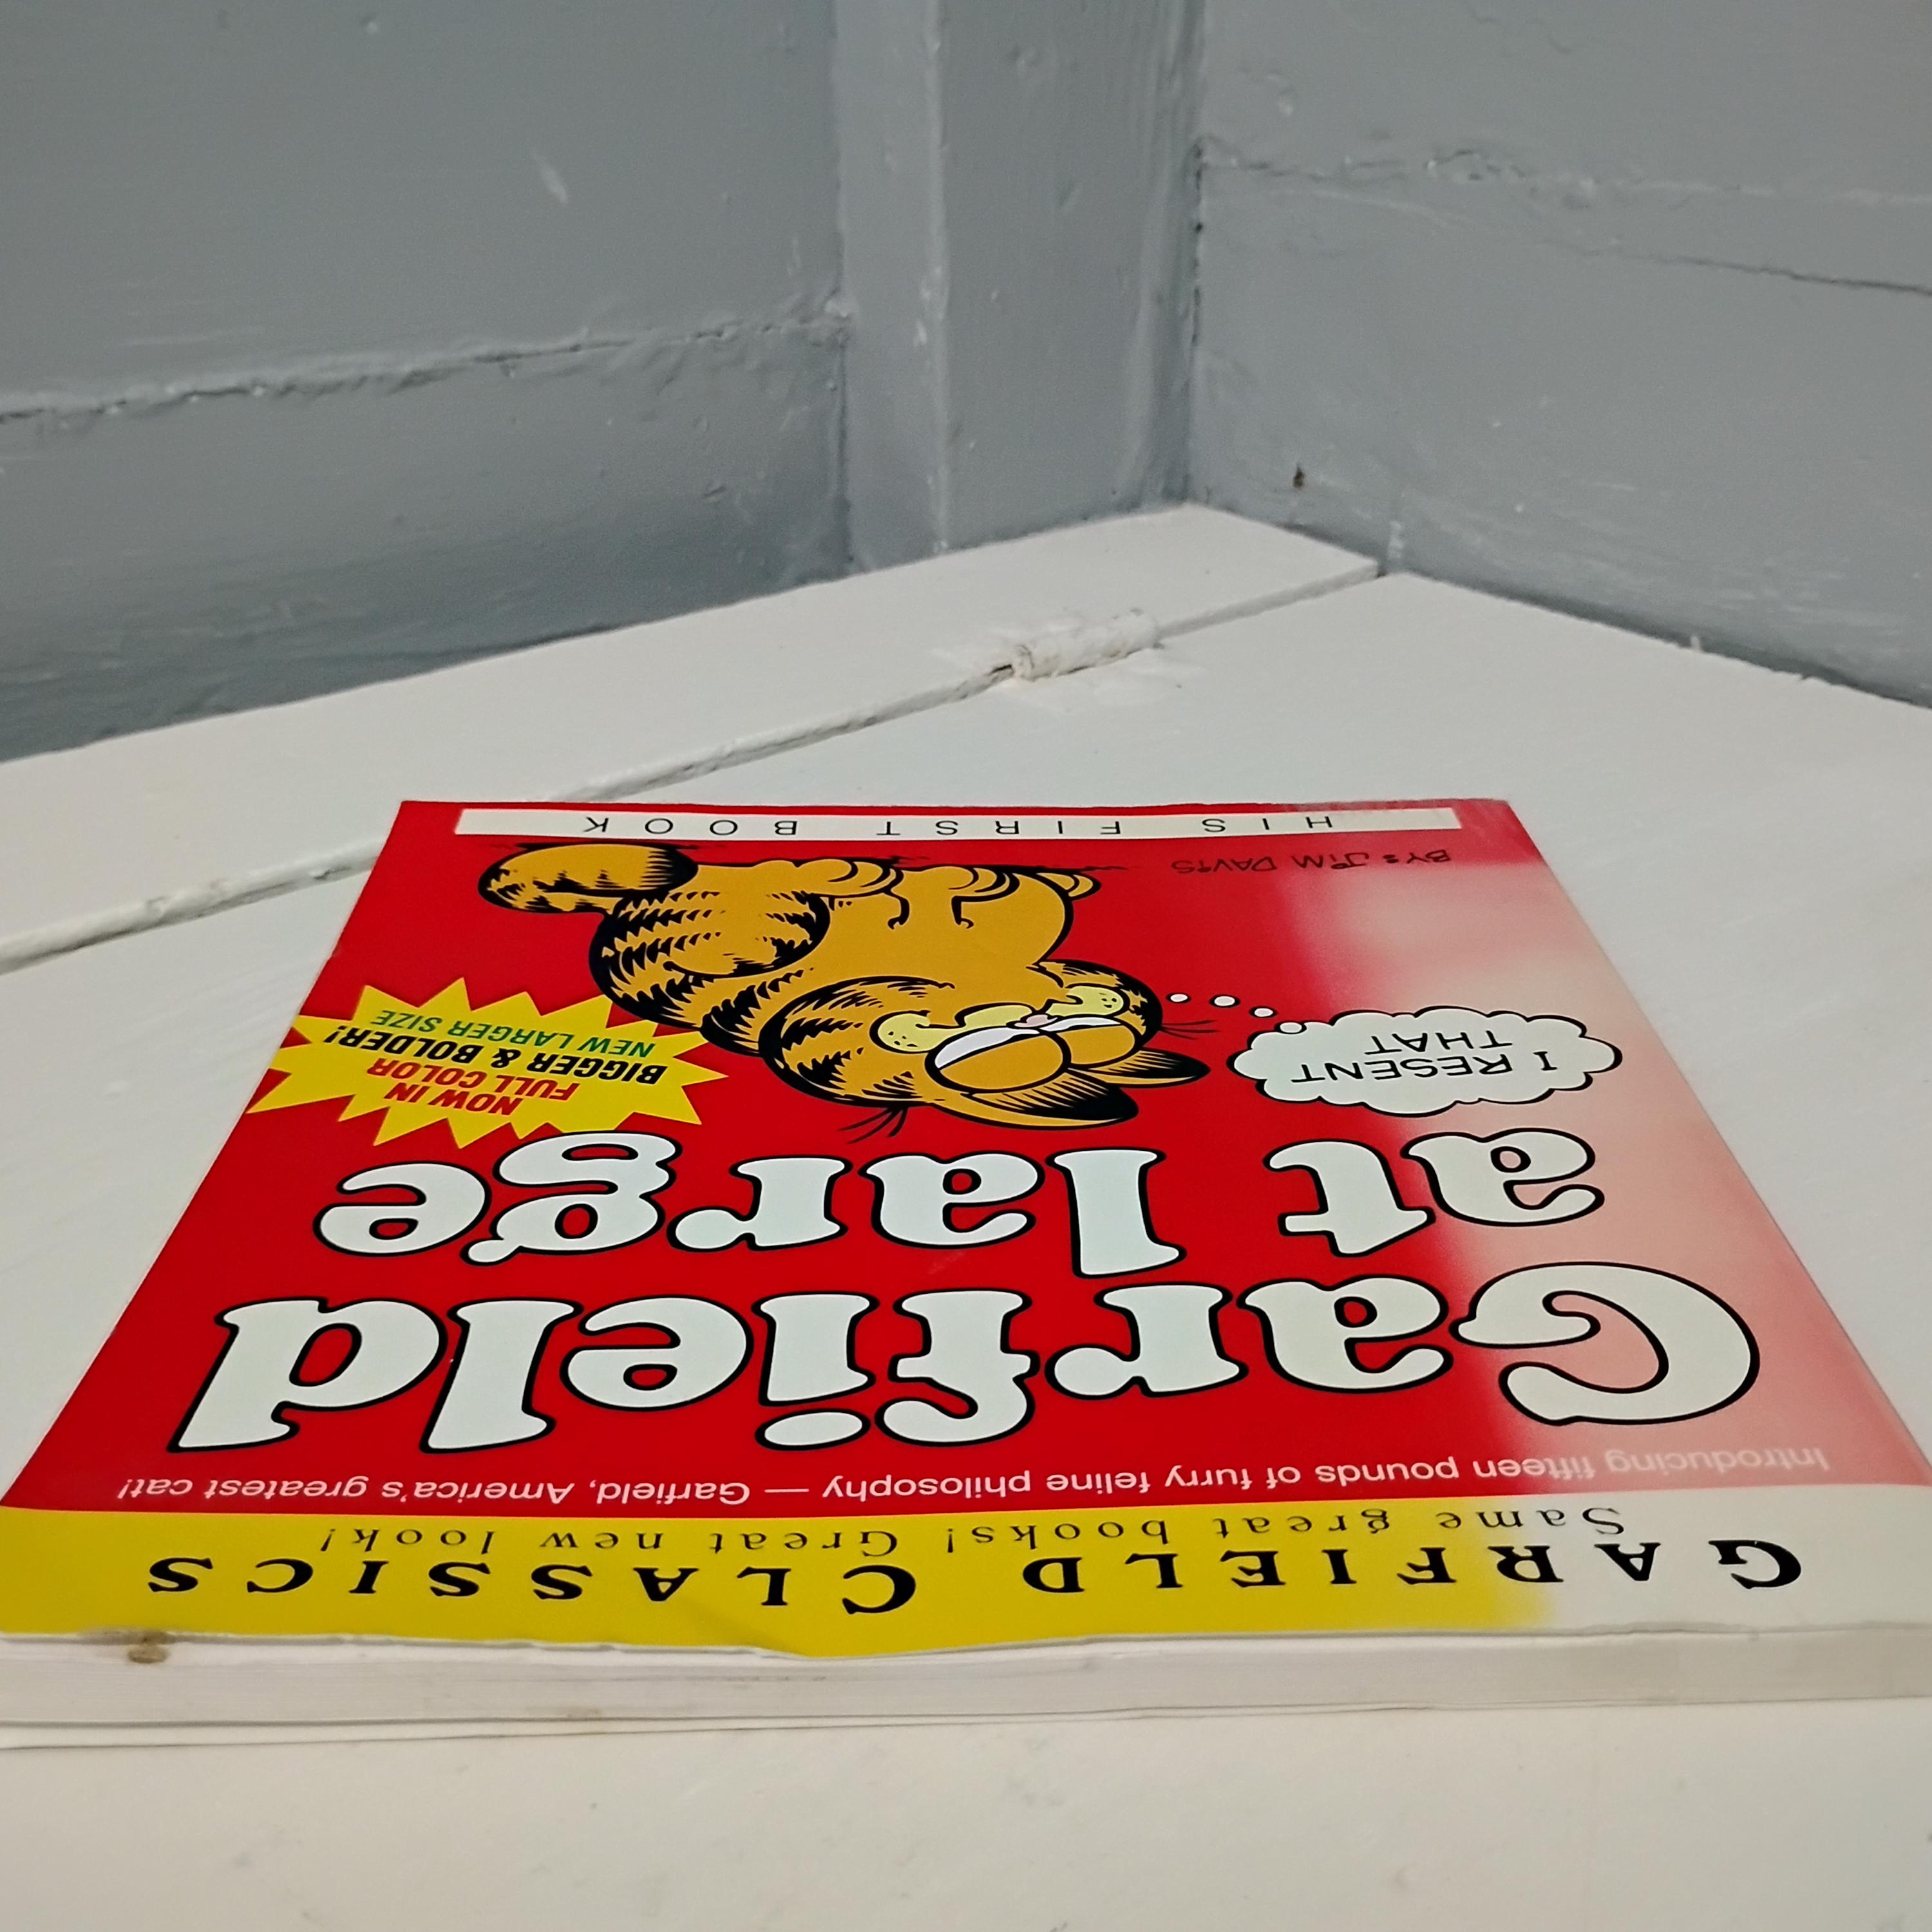 GARFIELD CLASSICS
Same great books! Great new look!
Introducing fifteen pounds of furry feline philosophy — Garfield, America's greatest cat!
Garfield
at large
I RESENT
THAT
NOW IN
FULL COLOR
BIGGER & BOLDER!
NEW LARGER SIZE
BY: JIM DAVIS
HIS FIRST BOOK